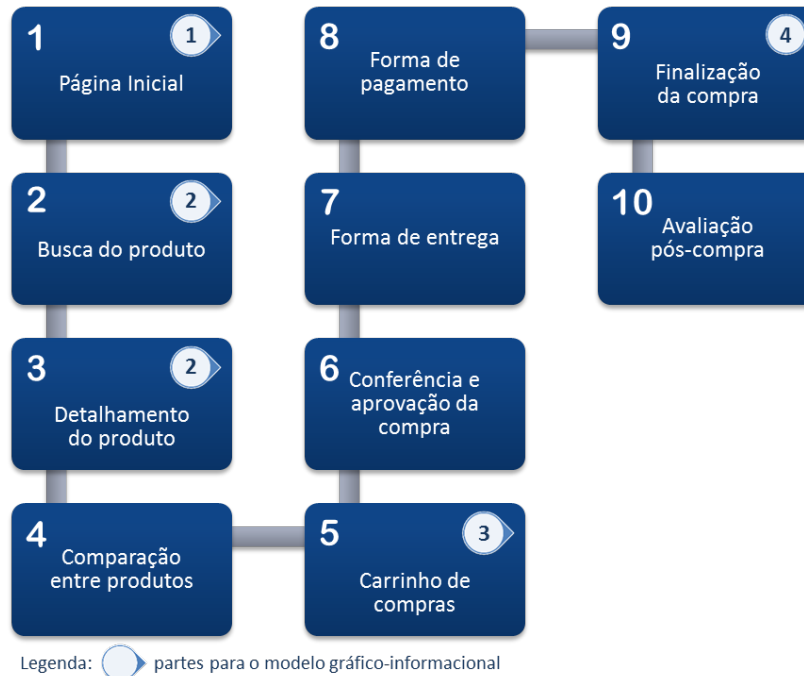 1
1
Página Inicial
2
2
Busca do produto
3
2
Detalhamento
do produto
4
Comparação
entre produtos
5
3
Carrinho de
compras
6
Conferência e
aprovação da
compra
7
Forma de entrega
8
Forma de
pagamento
9
4
Finalização
da compra
10
Avaliação
pós-compra
Legenda: partes para o modelo gráfico-informacional